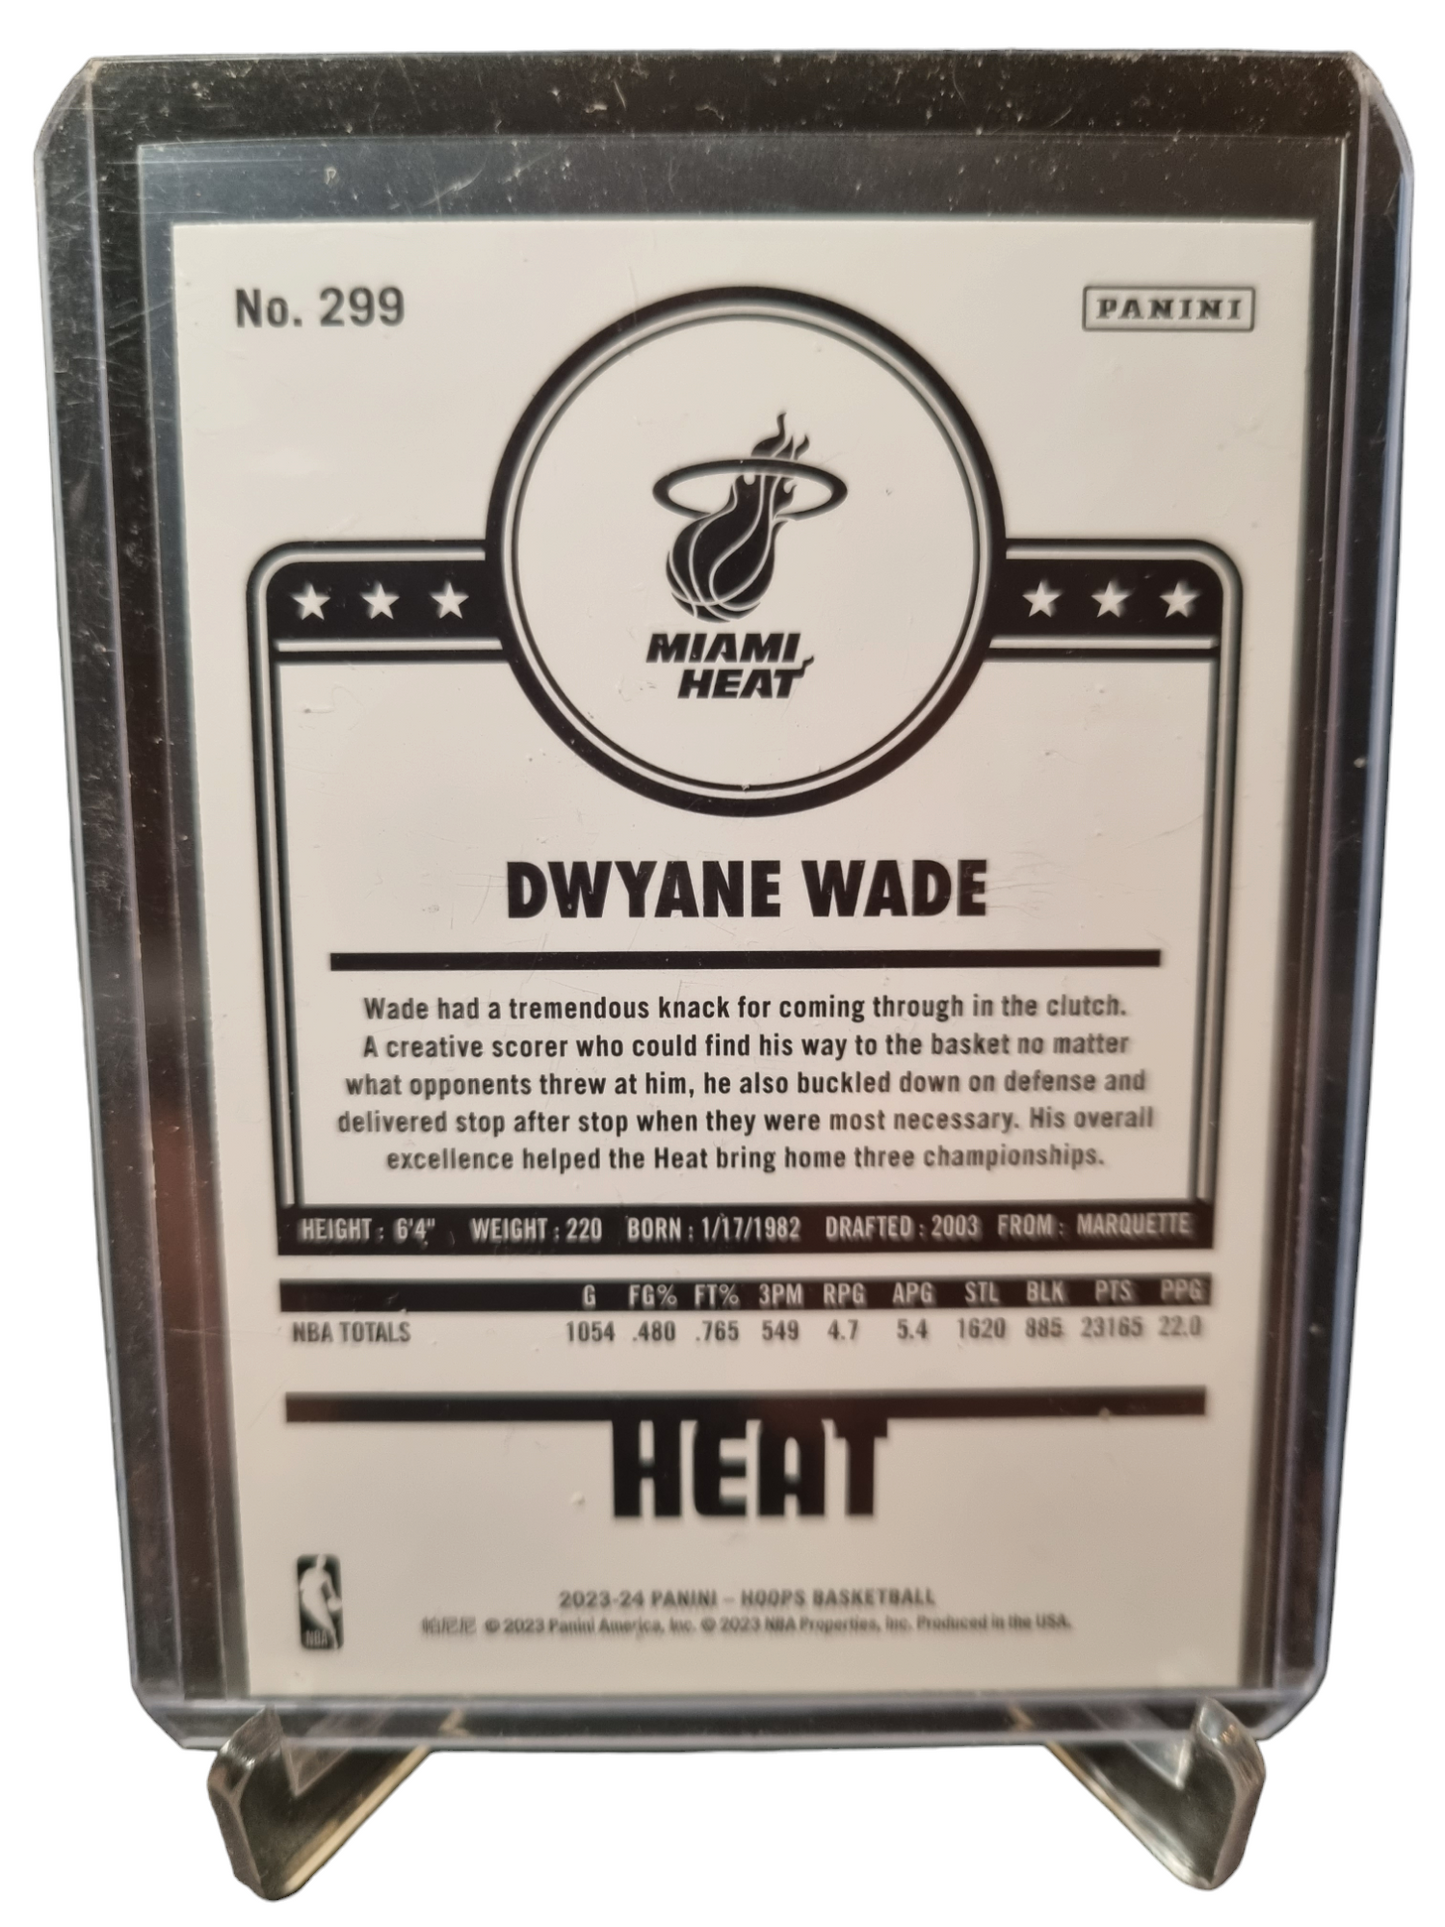 No. 299
PANINI
MIAMI
HEAT
DWYANE WADE
Wade had a tremendous knack for coming through in the clutch.
A creative scorer who could find his way to the basket no matter
what opponents threw at him, he also buckled down on defense and
delivered stop after stop when they were most necessary. His overall
excellence helped the Heat bring home three championships.
HEIGHT : 6'4" WEIGHT : 220 BORN : 1/17/1982 DRAFTED : 2003 FROM : MARQUETTE
G FG% FT% 3PM RPG APG STL BLK PTS PPG
NBA TOTALS 1054 .480 .765 549 4.7 5.4 1620 885 23165 22.0
HEAT
NBA
2023-24 PANINI – HOOPS BASKETBALL
帕尼尼 © 2023 Panini America, Inc. © 2023 NBA Properties, Inc. Produced in the USA.